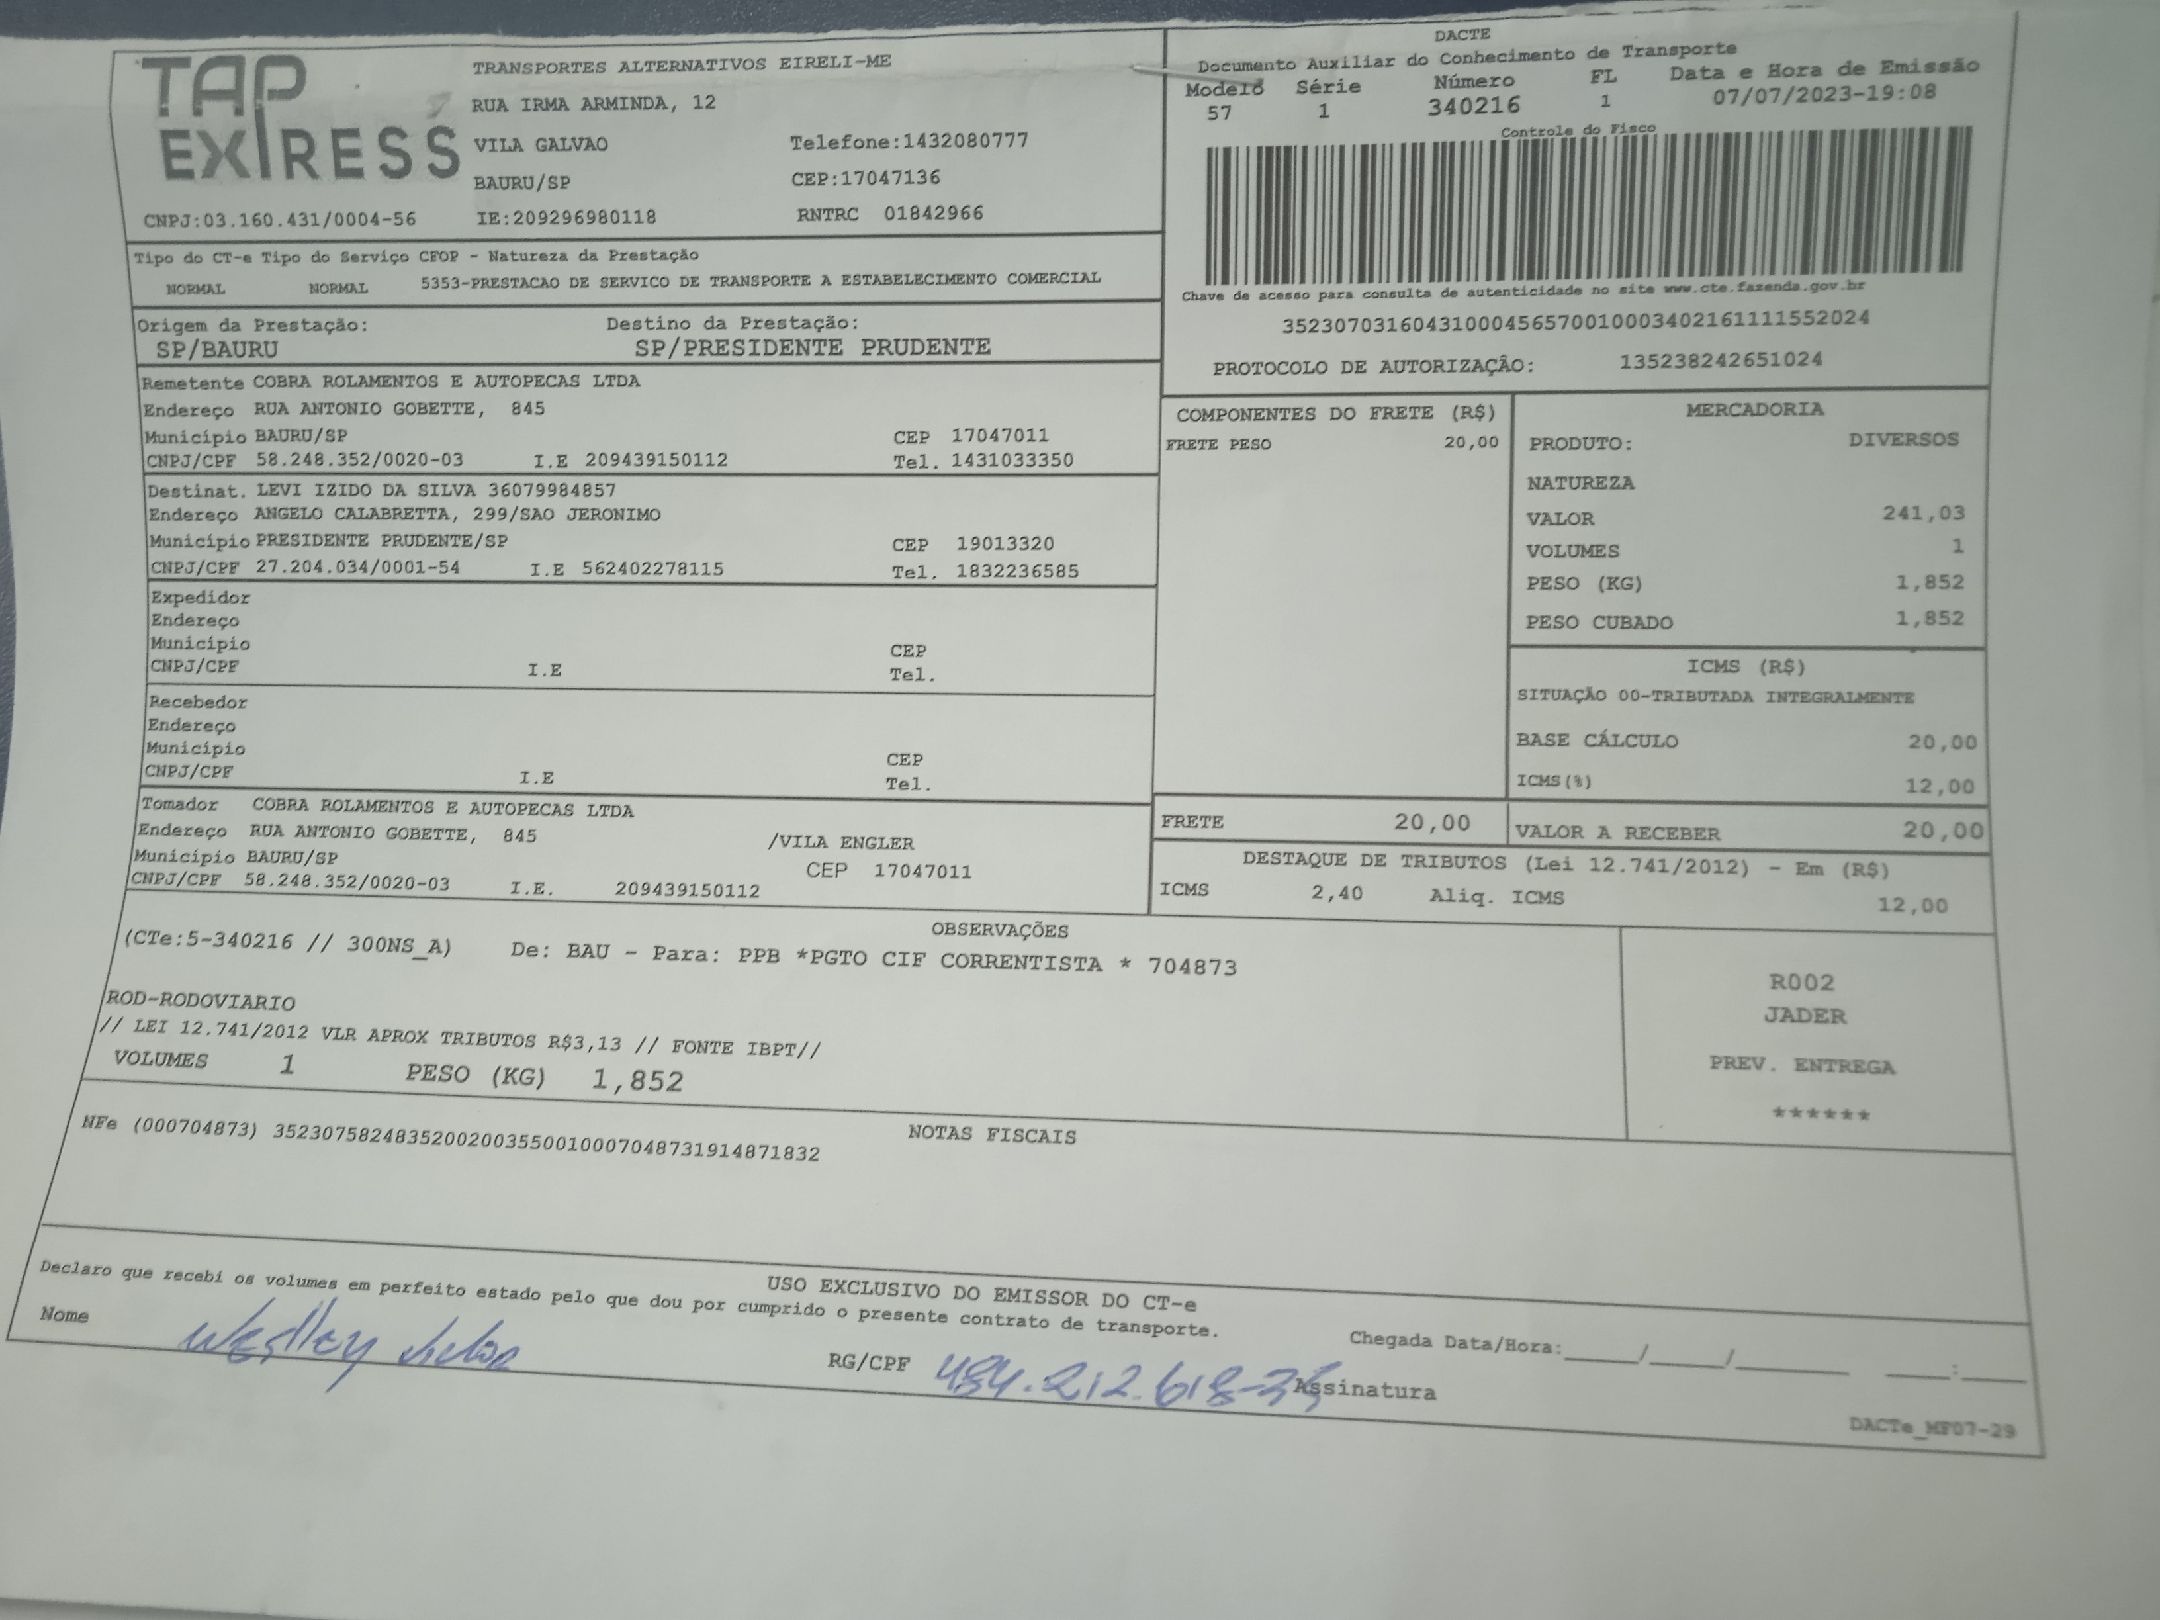 TAP EXPRESS
TRANSPORTES ALTERNATIVOS EIRELI-ME
RUA IRMA ARMINDA, 12
VILA GALVAO Telefone:1432080777
BAURU/SP CEP:17047136
CNPJ:03.160.431/0004-56 IE:209296980118 RNTRC 01842966
DACTE
Documento Auxiliar do Conhecimento de Transporte
Modelo Série Número FL Data e Hora de Emissão
57 1 340216 1 07/07/2023-19:08
Controle do Fisco
Chave de acesso para consulta de autenticidade no site www.cte.fazenda.gov.br
35230703160431000456570010003402161111552024
PROTOCOLO DE AUTORIZAÇÃO: 135238242651024
Tipo do CT-e Tipo do Serviço CFOP - Natureza da Prestação
NORMAL NORMAL 5353-PRESTACAO DE SERVICO DE TRANSPORTE A ESTABELECIMENTO COMERCIAL
Origem da Prestação: Destino da Prestação:
SP/BAURU SP/PRESIDENTE PRUDENTE
Remetente COBRA ROLAMENTOS E AUTOPECAS LTDA
Endereço RUA ANTONIO GOBETTE, 845
Município BAURU/SP CEP 17047011
CNPJ/CPF 58.248.352/0020-03 I.E 209439150112 Tel. 1431033350
Destinat. LEVI IZIDO DA SILVA 36079984857
Endereço ANGELO CALABRETTA, 299/SAO JERONIMO
Município PRESIDENTE PRUDENTE/SP CEP 19013320
CNPJ/CPF 27.204.034/0001-54 I.E 562402278115 Tel. 1832236585
Expedidor
Endereço
Município CEP
CNPJ/CPF I.E Tel.
Recebedor
Endereço
Município CEP
CNPJ/CPF I.E Tel.
Tomador COBRA ROLAMENTOS E AUTOPECAS LTDA
Endereço RUA ANTONIO GOBETTE, 845 /VILA ENGLER
Município BAURU/SP CEP 17047011
CNPJ/CPF 58.248.352/0020-03 I.E. 209439150112
COMPONENTES DO FRETE (R$)
FRETE PESO 20,00
MERCADORIA
PRODUTO: DIVERSOS
NATUREZA
VALOR 241,03
VOLUMES 1
PESO (KG) 1,852
PESO CUBADO 1,852
ICMS (R$)
SITUAÇÃO 00-TRIBUTADA INTEGRALMENTE
BASE CÁLCULO 20,00
ICMS(%) 12,00
FRETE 20,00 VALOR A RECEBER 20,00
DESTAQUE DE TRIBUTOS (Lei 12.741/2012) - Em (R$)
ICMS 2,40 Aliq. ICMS 12,00
OBSERVAÇÕES
(CTe:5-340216 // 300NS_A) De: BAU - Para: PPB *PGTO CIF CORRENTISTA * 704873
ROD-RODOVIARIO
// LEI 12.741/2012 VLR APROX TRIBUTOS R$3,13 // FONTE IBPT//
VOLUMES 1 PESO (KG) 1,852
R002
JADER
PREV. ENTREGA
******
NOTAS FISCAIS
NFe (000704873) 35230758248352002003550010007048731914871832
USO EXCLUSIVO DO EMISSOR DO CT-e
Declaro que recebi os volumes em perfeito estado pelo que dou por cumprido o presente contrato de transporte.
Nome Weslley RG/CPF 484.212.618- Assinatura
Chegada Data/Hora:_____/_____/_______ ____:____
DACTe_MF07-29